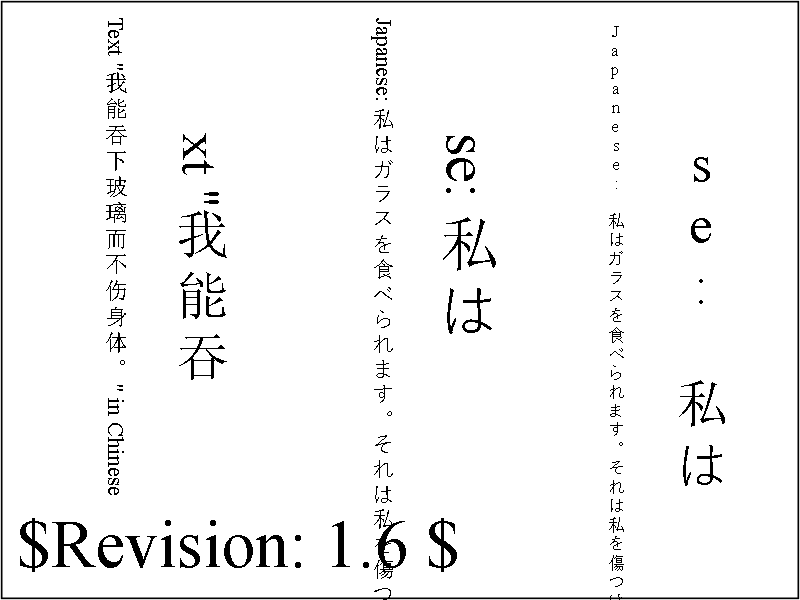 Text "我能吞下玻璃而不伤身体。" in Chinese
xt "我能吞
Japanese: 私はガラスを食べられます。それは私を傷つ
se: 私は
Japanese: 私はガラスを食べられます。それは私を傷つ
se: 私は
$Revision: 1.6 $